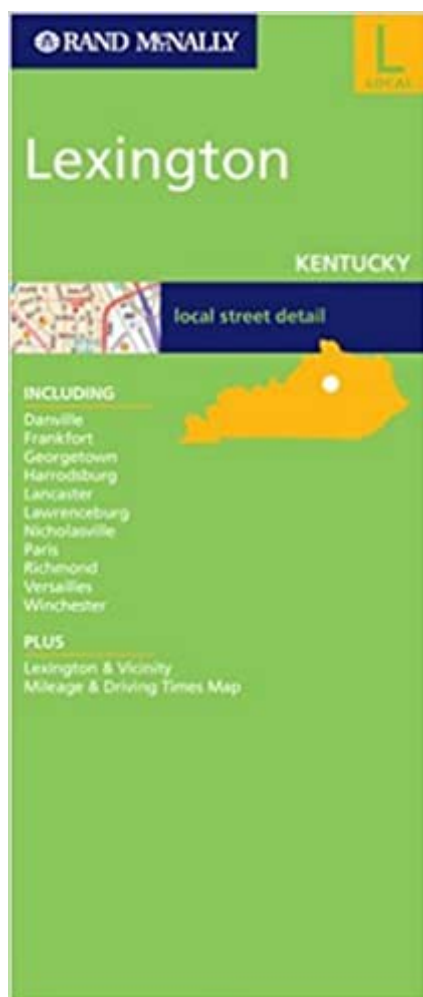 RAND McNALLY
L
LOCAL
Lexington
KENTUCKY
local street detail
INCLUDING
Danville
Frankfort
Georgetown
Harrodsburg
Lancaster
Lawrenceburg
Nicholasville
Paris
Richmond
Versailles
Winchester
PLUS
Lexington & Vicinity
Mileage & Driving Times Map